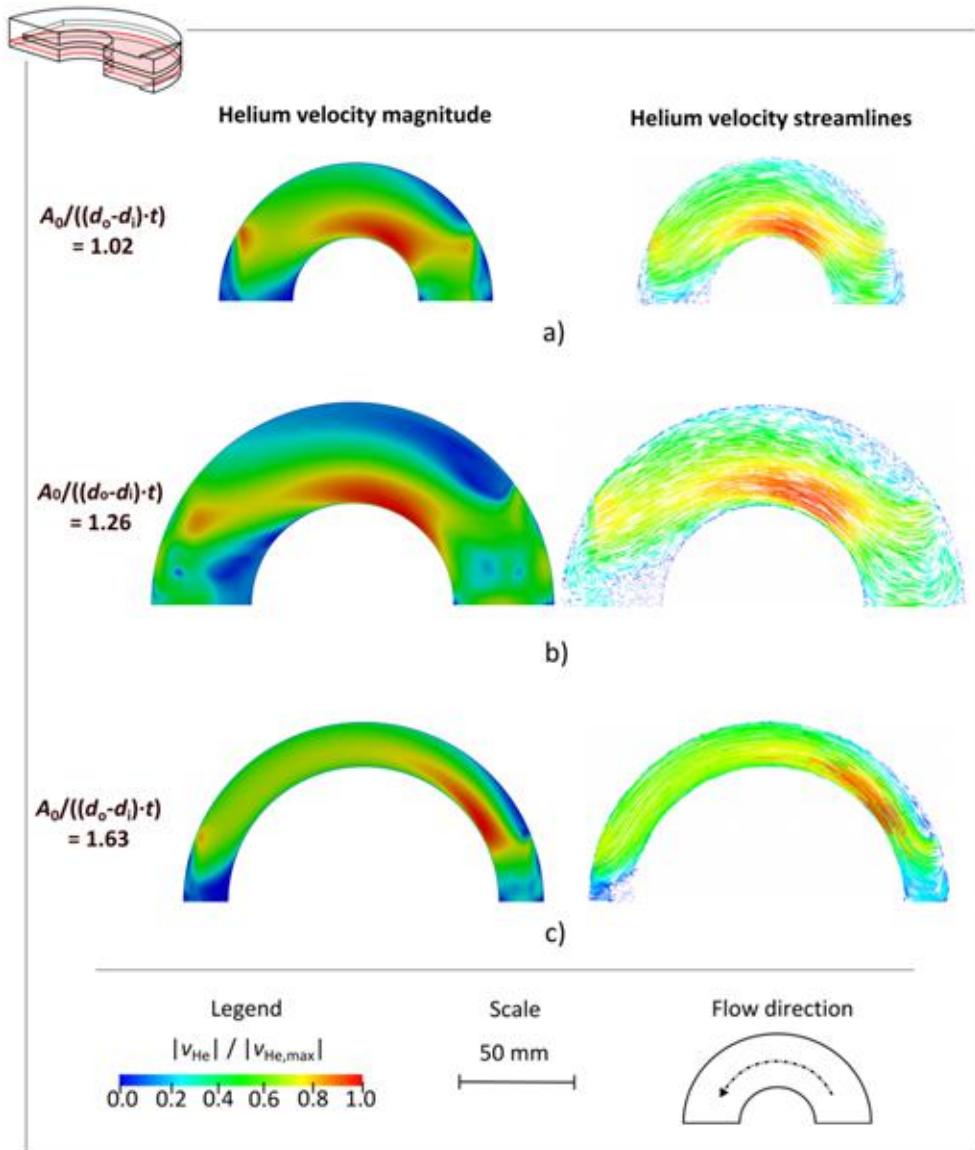 Helium velocity magnitude
Helium velocity streamlines
A₀/((dₒ-dᵢ)·t)
= 1.02
a)
A₀/((dₒ-dᵢ)·t)
= 1.26
b)
A₀/((dₒ-dᵢ)·t)
= 1.63
c)
Legend
Scale
Flow direction
|v_He| / |v_He,max|
50 mm
0.0 0.2 0.4 0.6 0.8 1.0